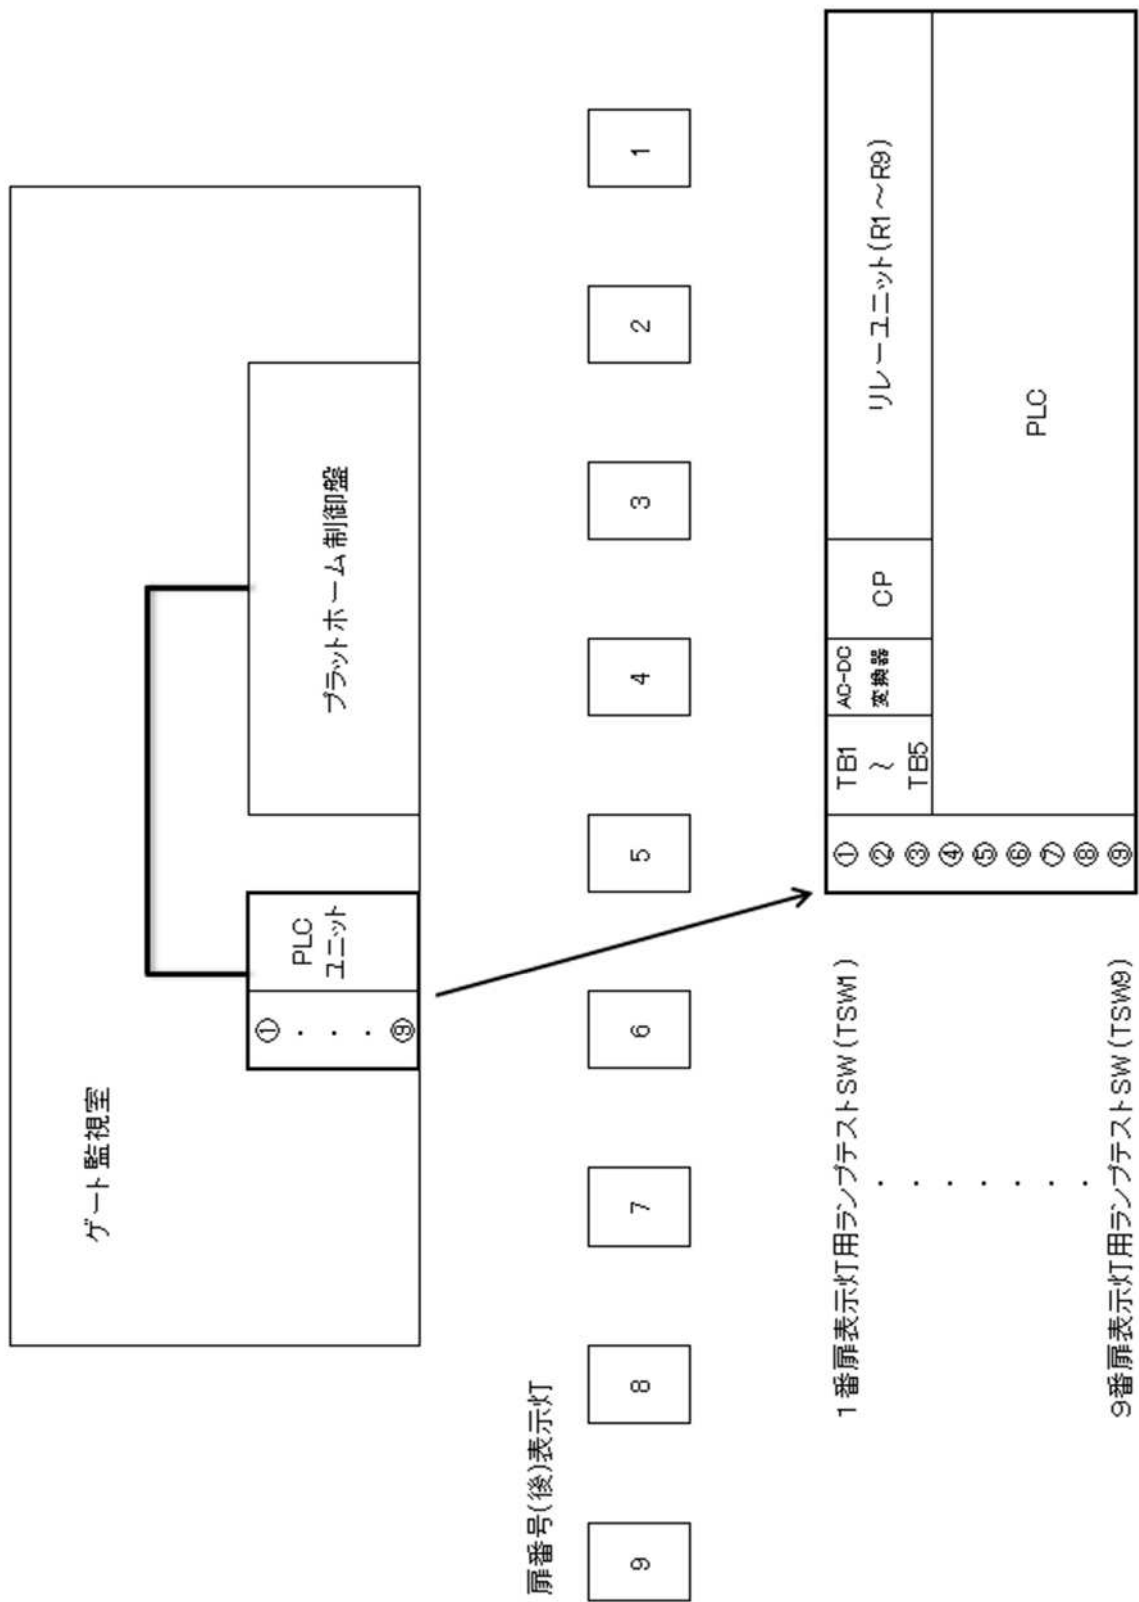 ゲート監視室
①
・
・
・
⑨
PLC
ユニット
プラットホーム制御盤
扉番号(後)表示灯
9 8 7 6 5 4 3 2 1
1番扉表示灯用ランプテストSW(TSW1)
・
・
・
・
・
・
・
9番扉表示灯用ランプテストSW(TSW9)
①
②
③
④
⑤
⑥
⑦
⑧
⑨
TB1
～
TB5
AC-DC
変換器
CP
リレーユニット(R1～R9)
PLC